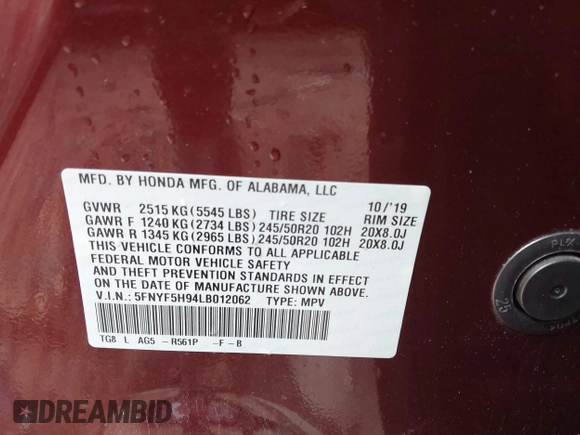 MFD. BY HONDA MFG. OF ALABAMA, LLC 10/'19
GVWR 2515 KG (5545 LBS) TIRE SIZE RIM SIZE
GAWR F 1240 KG (2734 LBS) 245/50R20 102H 20X8.0J
GAWR R 1345 KG (2965 LBS) 245/50R20 102H 20X8.0J
THIS VEHICLE CONFORMS TO ALL APPLICABLE
FEDERAL MOTOR VEHICLE SAFETY
AND THEFT PREVENTION STANDARDS IN EFFECT
ON THE DATE OF MANUFACTURE SHOWN ABOVE.
V.I.N.: 5FNYF5H94LB012062 TYPE: MPV
TG8 L AG5 - R561P -F-B
25
DREAMBID